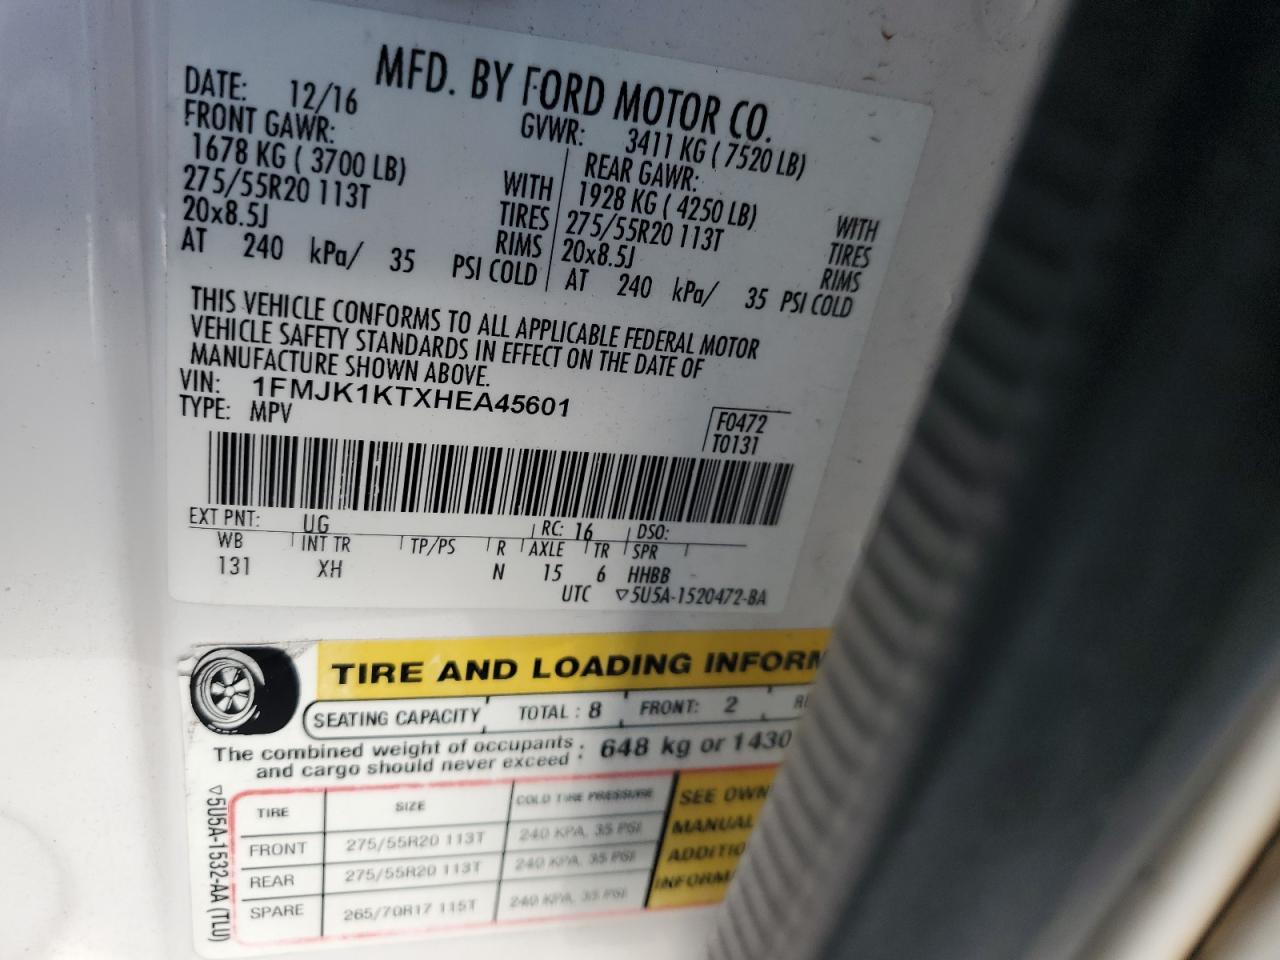 MFD. BY FORD MOTOR CO.
DATE: 12/16 GVWR: 3411 KG ( 7520 LB)
FRONT GAWR: REAR GAWR:
1678 KG ( 3700 LB) WITH 1928 KG ( 4250 LB) WITH
275/55R20 113T TIRES 275/55R20 113T TIRES
20x8.5J RIMS 20x8.5J RIMS
AT 240 kPa/ 35 PSI COLD AT 240 kPa/ 35 PSI COLD
THIS VEHICLE CONFORMS TO ALL APPLICABLE FEDERAL MOTOR
VEHICLE SAFETY STANDARDS IN EFFECT ON THE DATE OF
MANUFACTURE SHOWN ABOVE.
VIN: 1FMJK1KTXHEA45601
TYPE: MPV
F0472
T0131
EXT PNT: UG RC: 16 DSO:
WB INT TR TP/PS R AXLE TR SPR
131 XH N 15 6 HHBB
UTC ▽5U5A-1520472-BA
TIRE AND LOADING INFORM
SEATING CAPACITY TOTAL : 8 FRONT: 2
The combined weight of occupants
and cargo should never exceed : 648 kg or 1430
TIRE SIZE COLD TIRE PRESSURE
FRONT 275/55R20 113T 240 KPA, 35 PSI
REAR 275/55R20 113T 240 KPA, 35 PSI
SPARE 265/70R17 115T 240 KPA, 35 PSI
SEE OWN
MANUAL
ADDITIO
INFORM
▽5U5A-1532-AA (TLU)